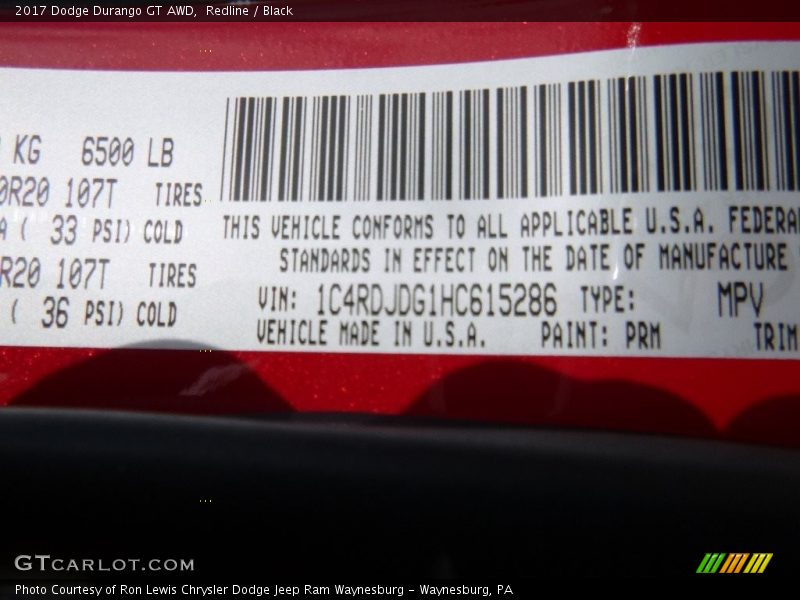 2017 Dodge Durango GT AWD, Redline / Black
KG 6500 LB
R20 107T TIRES
( 33 PSI) COLD
R20 107T TIRES
( 36 PSI) COLD
THIS VEHICLE CONFORMS TO ALL APPLICABLE U.S.A. FEDERA
STANDARDS IN EFFECT ON THE DATE OF MANUFACTURE
VIN: 1C4RDJDG1HC615286 TYPE: MPV
VEHICLE MADE IN U.S.A. PAINT: PRM TRIM
GTCARLOT.COM
Photo Courtesy of Ron Lewis Chrysler Dodge Jeep Ram Waynesburg - Waynesburg, PA